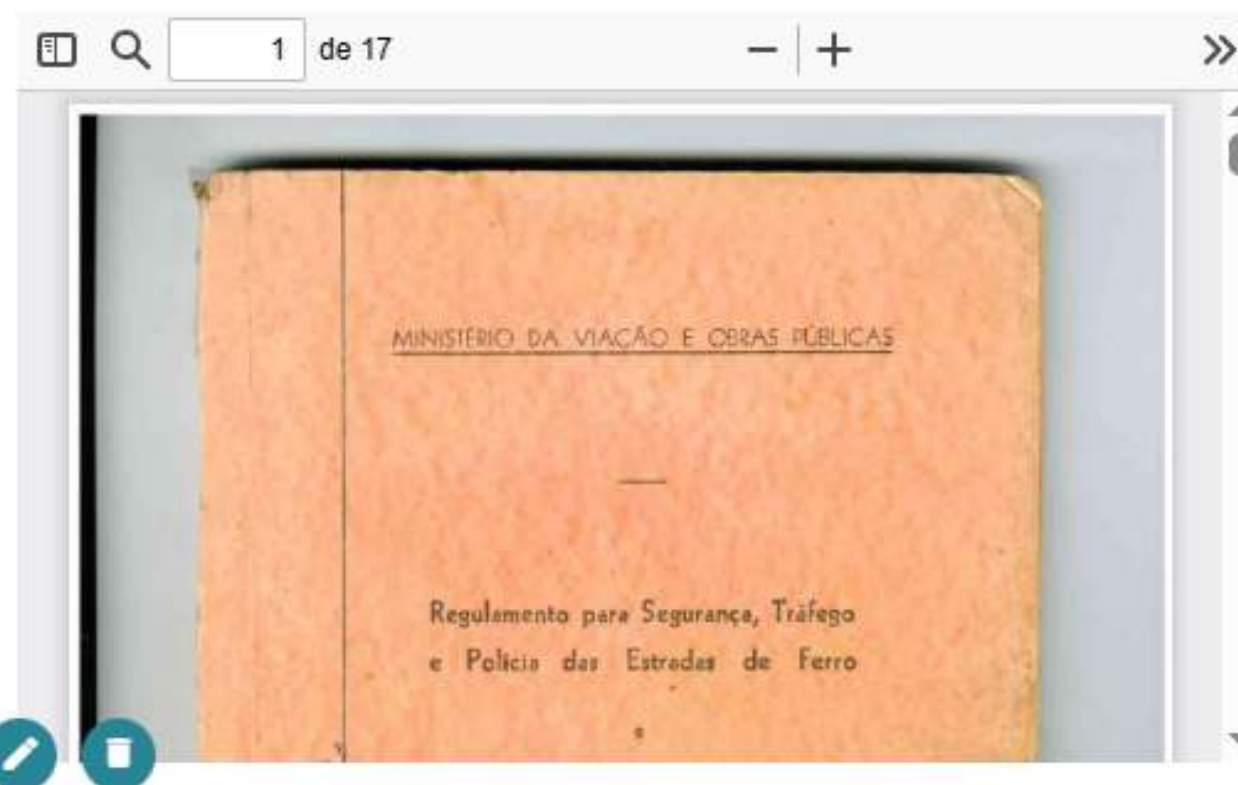 1 de 17
MINISTÉRIO DA VIAÇÃO E OBRAS PÚBLICAS
Regulamento para Segurança, Tráfego
e Polícia das Estradas de Ferro
e